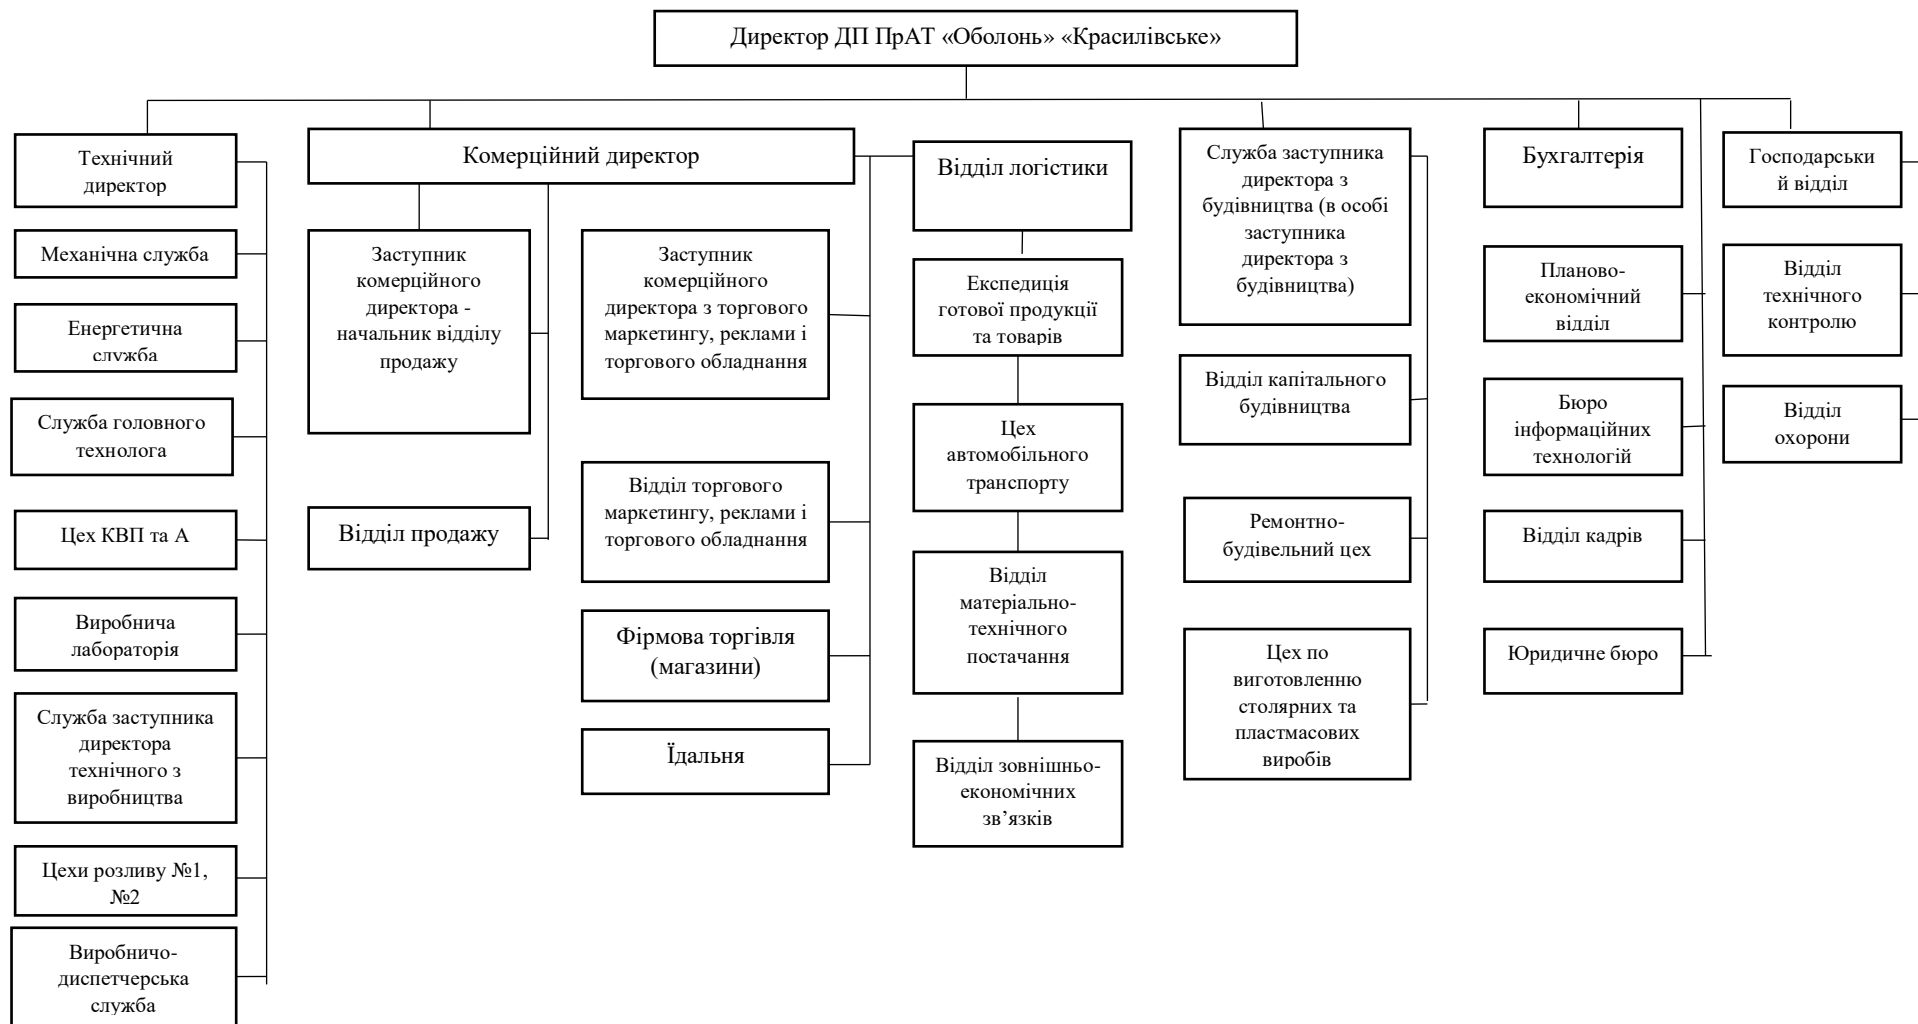 Директор ДП ПрАТ «Оболонь» «Красилівське»
Технічний
директор
Механічна служба
Енергетична
служба
Служба головного
технолога
Цех КВП та А
Виробнича
лабораторія
Служба заступника
директора
технічного з
виробництва
Цехи розливу №1,
№2
Виробничо-
диспетчерська
служба
Комерційний директор
Заступник
комерційного
директора -
начальник відділу
продажу
Відділ продажу
Заступник
комерційного
директора з торгового
маркетингу, реклами і
торгового обладнання
Відділ торгового
маркетингу, реклами і
торгового обладнання
Фірмова торгівля
(магазини)
Їдальня
Відділ логістики
Експедиція
готової продукції
та товарів
Цех
автомобільного
транспорту
Відділ
матеріально-
технічного
постачання
Відділ зовнішньо-
економічних
зв’язків
Служба заступника
директора з
будівництва (в особі
заступника
директора з
будівництва)
Відділ капітального
будівництва
Ремонтно-
будівельний цех
Цех по
виготовленню
столярних та
пластмасових
виробів
Бухгалтерія
Планово-
економічний
відділ
Бюро
інформаційних
технологій
Відділ кадрів
Юридичне бюро
Господарськи
й відділ
Відділ
технічного
контролю
Відділ
охорони